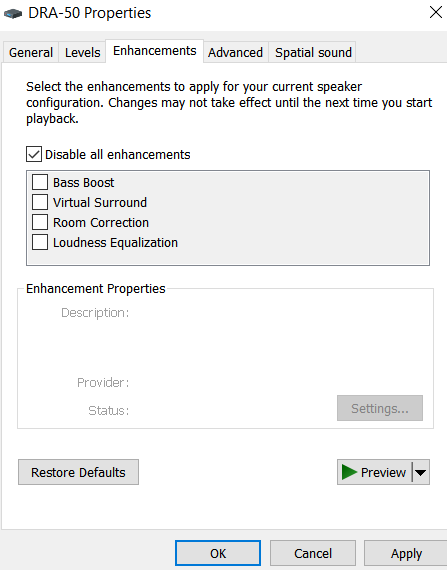 DRA-50 Properties
General Levels Enhancements Advanced Spatial sound
Select the enhancements to apply for your current speaker
configuration. Changes may not take effect until the next time you start
playback.
Disable all enhancements
Bass Boost
Virtual Surround
Room Correction
Loudness Equalization
Enhancement Properties
Description:
Provider:
Status:
Settings...
Restore Defaults
Preview
OK Cancel Apply